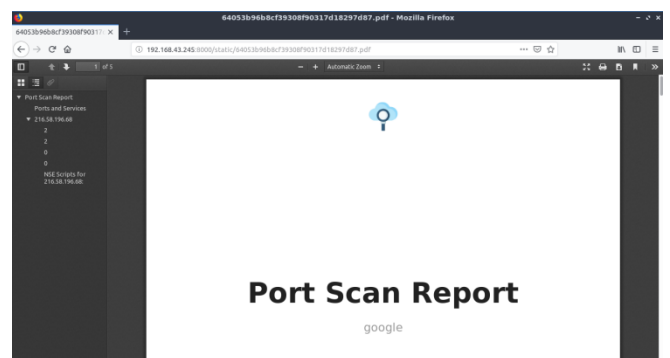 64053b96b8cf39308f90317d18297d87.pdf - Mozilla Firefox
64053b96b8cf39308f90317d
192.168.43.245:8000/static/64053b96b8cf39308f90317d18297d87.pdf
1 of 5
Automatic Zoom
Port Scan Report
Ports and Services
216.58.196.68
2
2
0
0
NSE Scripts for
216.58.196.68
Port Scan Report
google